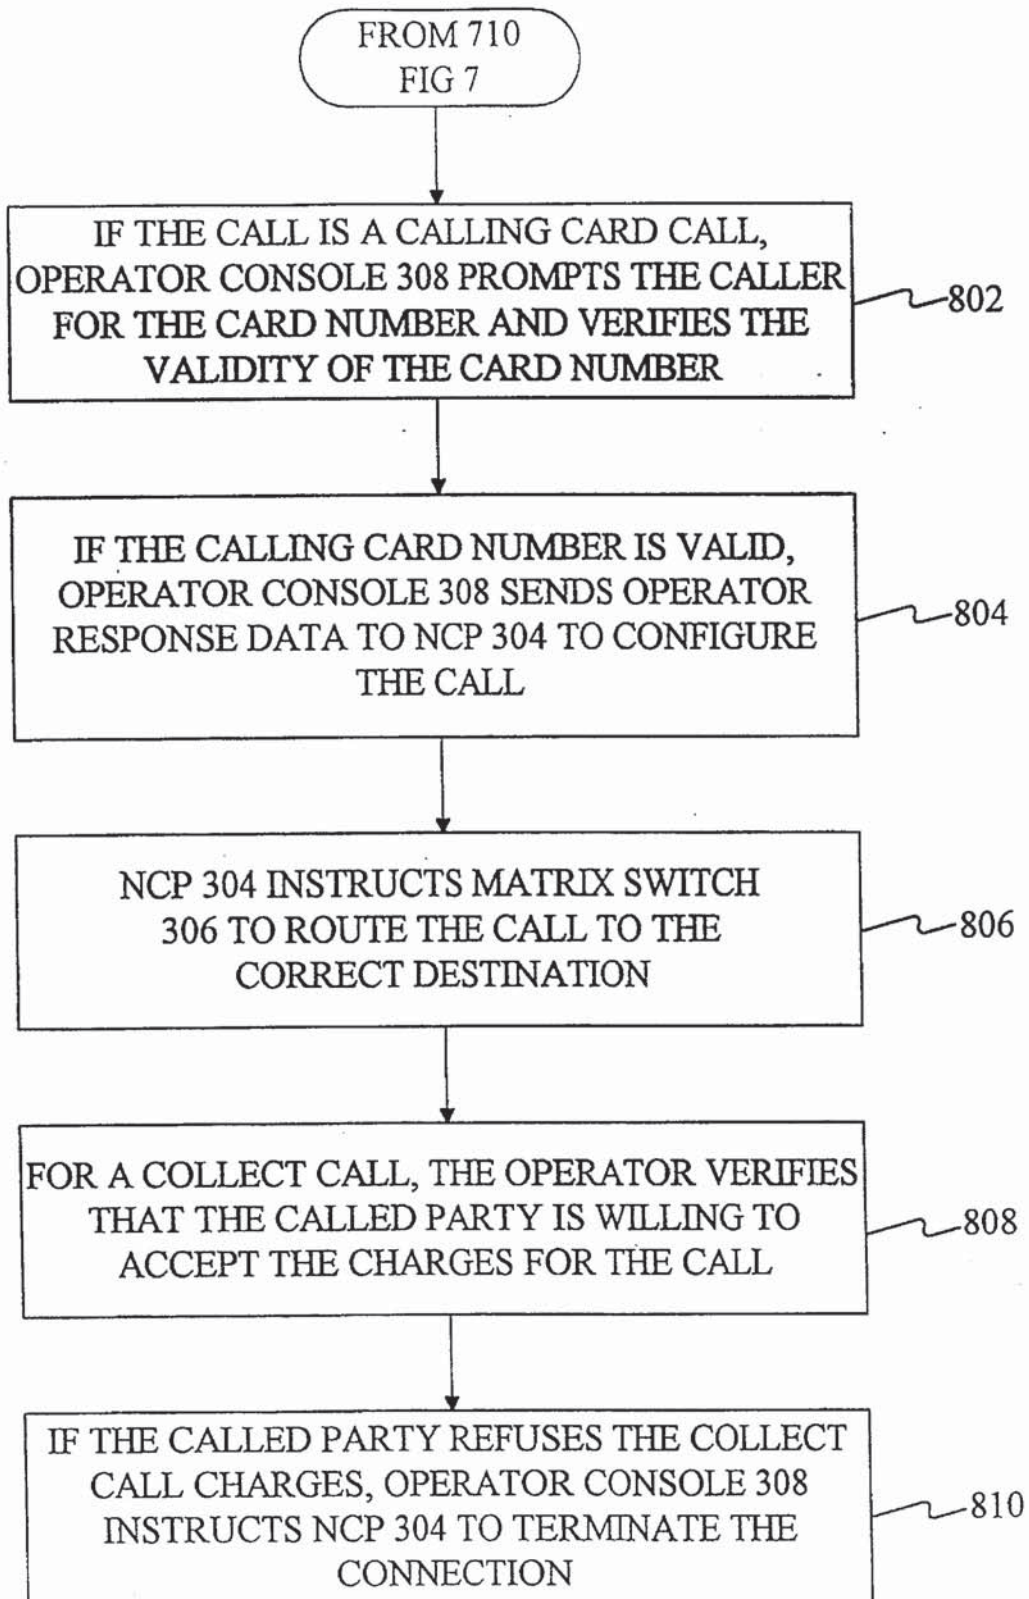 FROM 710
FIG 7
IF THE CALL IS A CALLING CARD CALL,
OPERATOR CONSOLE 308 PROMPTS THE CALLER
FOR THE CARD NUMBER AND VERIFIES THE
VALIDITY OF THE CARD NUMBER
802
IF THE CALLING CARD NUMBER IS VALID,
OPERATOR CONSOLE 308 SENDS OPERATOR
RESPONSE DATA TO NCP 304 TO CONFIGURE
THE CALL
804
NCP 304 INSTRUCTS MATRIX SWITCH
306 TO ROUTE THE CALL TO THE
CORRECT DESTINATION
806
FOR A COLLECT CALL, THE OPERATOR VERIFIES
THAT THE CALLED PARTY IS WILLING TO
ACCEPT THE CHARGES FOR THE CALL
808
IF THE CALLED PARTY REFUSES THE COLLECT
CALL CHARGES, OPERATOR CONSOLE 308
INSTRUCTS NCP 304 TO TERMINATE THE
CONNECTION
810